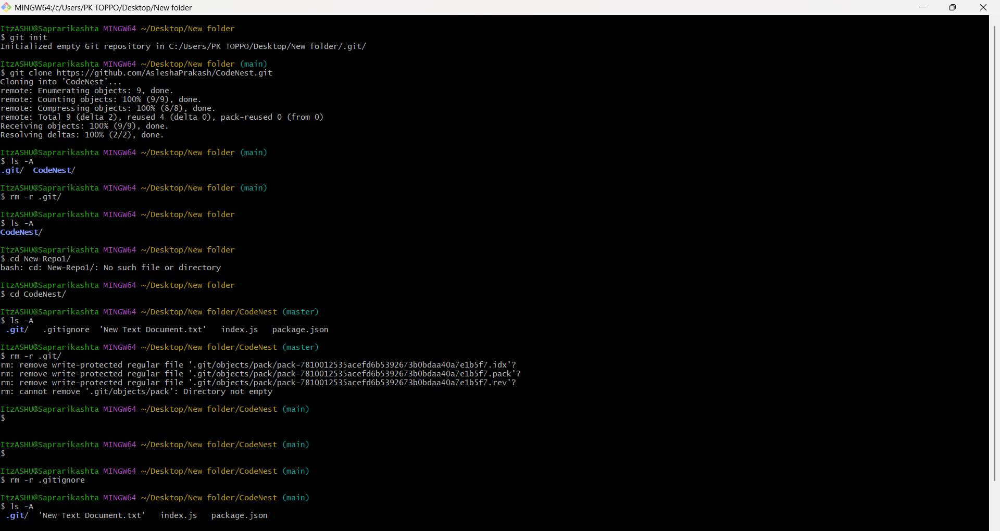 MINGW64:/c/Users/PK TOPPO/Desktop/New folder
ItzASHU@Saprarikashta MINGW64 ~/Desktop/New folder
$ git init
Initialized empty Git repository in C:/Users/PK TOPPO/Desktop/New folder/.git/
ItzASHU@Saprarikashta MINGW64 ~/Desktop/New folder (main)
$ git clone https://github.com/AsleshaPrakash/CodeNest.git
Cloning into 'CodeNest'...
remote: Enumerating objects: 9, done.
remote: Counting objects: 100% (9/9), done.
remote: Compressing objects: 100% (8/8), done.
remote: Total 9 (delta 2), reused 4 (delta 0), pack-reused 0 (from 0)
Receiving objects: 100% (9/9), done.
Resolving deltas: 100% (2/2), done.
ItzASHU@Saprarikashta MINGW64 ~/Desktop/New folder (main)
$ ls -A
.git/  CodeNest/
ItzASHU@Saprarikashta MINGW64 ~/Desktop/New folder (main)
$ rm -r .git/
ItzASHU@Saprarikashta MINGW64 ~/Desktop/New folder
$ ls -A
CodeNest/
ItzASHU@Saprarikashta MINGW64 ~/Desktop/New folder
$ cd New-Repo1/
bash: cd: New-Repo1/: No such file or directory
ItzASHU@Saprarikashta MINGW64 ~/Desktop/New folder
$ cd CodeNest/
ItzASHU@Saprarikashta MINGW64 ~/Desktop/New folder/CodeNest (master)
$ ls -A
.git/   .gitignore  'New Text Document.txt'   index.js   package.json
ItzASHU@Saprarikashta MINGW64 ~/Desktop/New folder/CodeNest (master)
$ rm -r .git/
rm: remove write-protected regular file '.git/objects/pack/pack-7810012535acefd6b5392673b0bdaa40a7e1b5f7.idx'?
rm: remove write-protected regular file '.git/objects/pack/pack-7810012535acefd6b5392673b0bdaa40a7e1b5f7.pack'?
rm: remove write-protected regular file '.git/objects/pack/pack-7810012535acefd6b5392673b0bdaa40a7e1b5f7.rev'?
rm: cannot remove '.git/objects/pack': Directory not empty
ItzASHU@Saprarikashta MINGW64 ~/Desktop/New folder/CodeNest (main)
$
ItzASHU@Saprarikashta MINGW64 ~/Desktop/New folder/CodeNest (main)
$
ItzASHU@Saprarikashta MINGW64 ~/Desktop/New folder/CodeNest (main)
$ rm -r .gitignore
ItzASHU@Saprarikashta MINGW64 ~/Desktop/New folder/CodeNest (main)
$ ls -A
.git/  'New Text Document.txt'   index.js   package.json